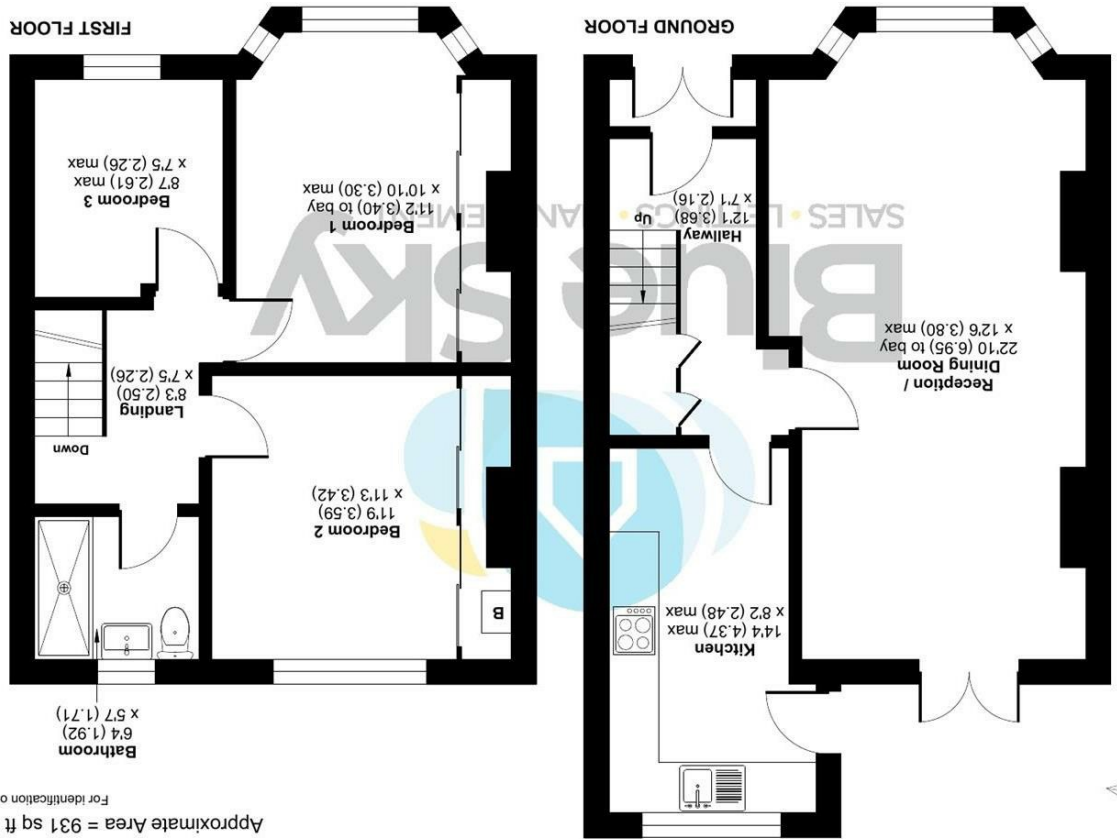 Approximate Area = 931 sq ft
For identification o
Bathroom
6'4 (1.92)
x 5'7 (1.71)
Kitchen
14'4 (4.37) max
x 8'2 (2.48) max
B
Bedroom 2
11'9 (3.59)
x 11'3 (3.42)
Down
Landing
8'3 (2.50)
x 7'5 (2.26)
Reception /
Dining Room
22'10 (6.95) to bay
x 12'6 (3.80) max
Hallway
12'1 (3.68)
x 7'1 (2.16)
Up
Bedroom 1
11'2 (3.40) to bay
x 10'10 (3.30) max
Bedroom 3
8'7 (2.61) max
x 7'5 (2.26) max
Blue Sky
SALES • LETTINGS •
GROUND FLOOR
FIRST FLOOR